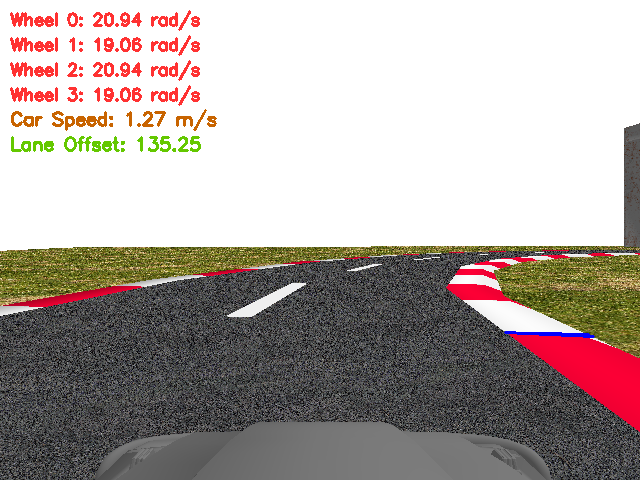 Wheel 0: 20.94 rad/s
Wheel 1: 19.06 rad/s
Wheel 2: 20.94 rad/s
Wheel 3: 19.06 rad/s
Car Speed: 1.27 m/s
Lane Offset: 135.25